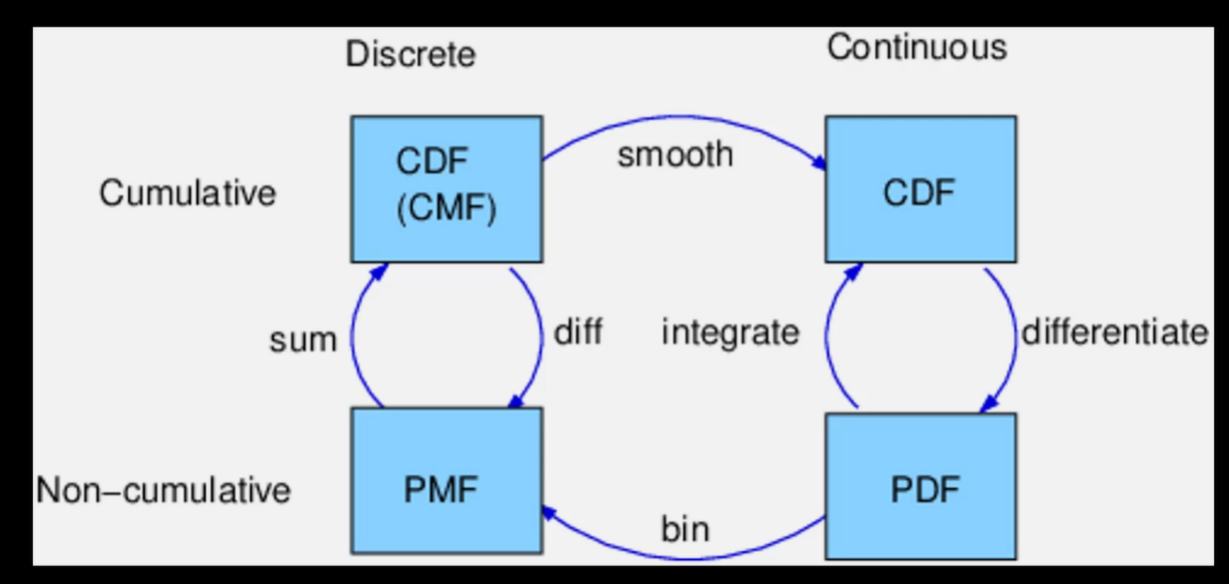 Discrete
Continuous
CDF
(CMF)
smooth
CDF
Cumulative
sum
diff
integrate
differentiate
Non−cumulative
PMF
bin
PDF